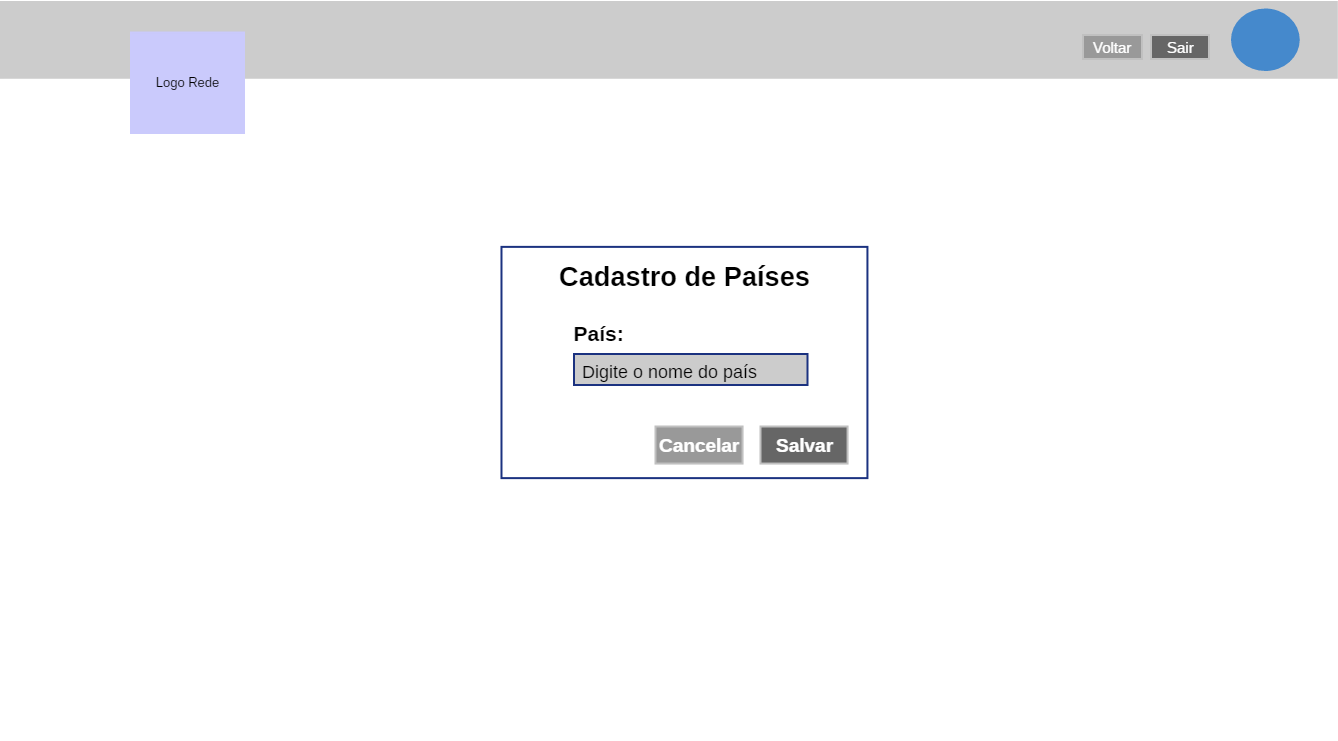 Voltar Sair
Logo Rede
Cadastro de Países
País:
Digite o nome do país
Cancelar Salvar